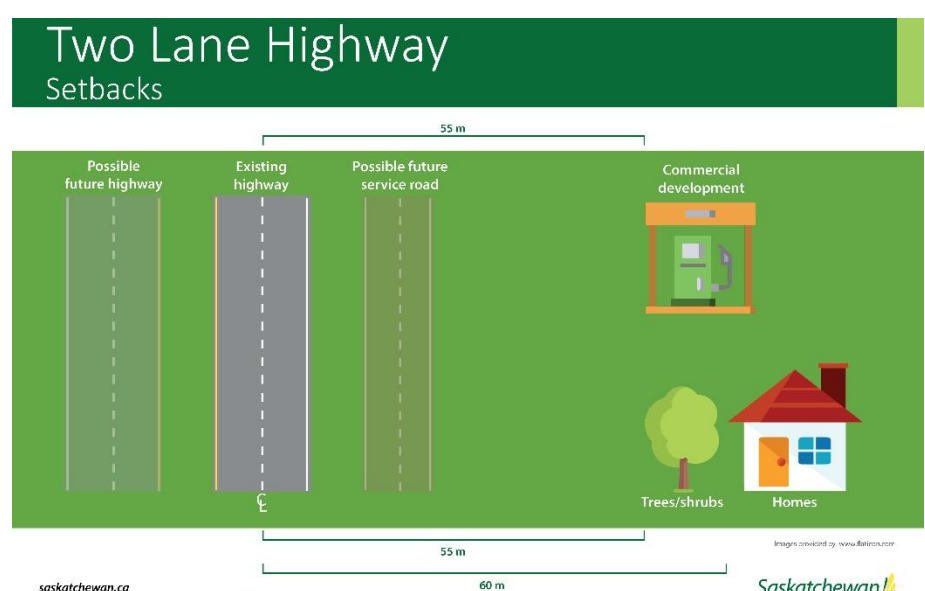 Two Lane Highway
Setbacks
55 m
Possible
future highway
Existing
highway
Possible future
service road
Commercial
development
℄
Trees/shrubs
Homes
55 m
Images provided by: www.flaticon.com
60 m
saskatchewan.ca
Saskatchewan